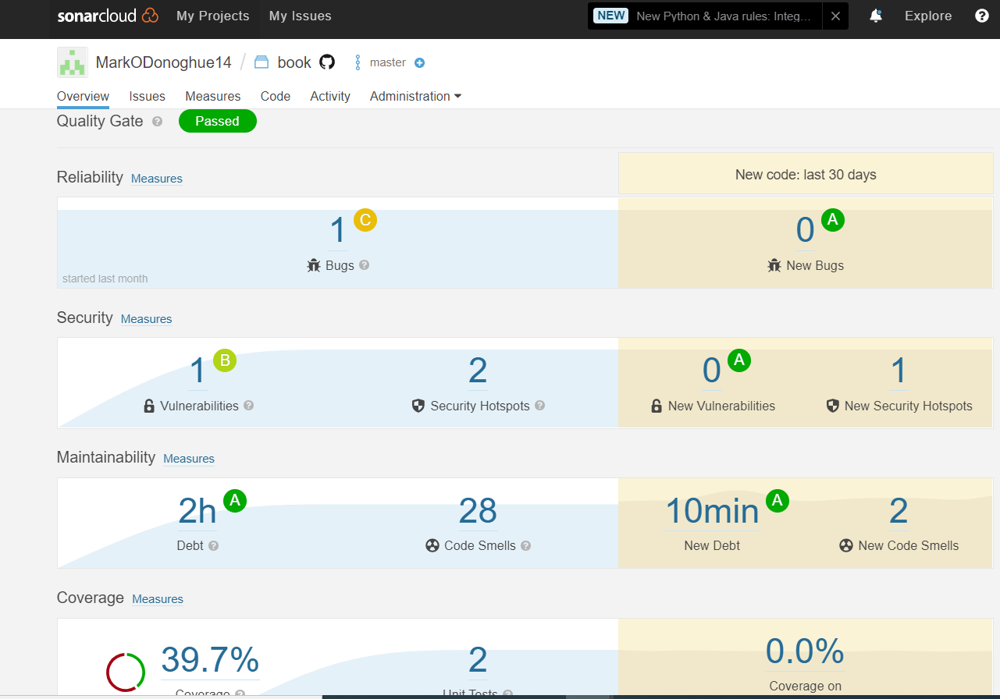 sonarcloud My Projects My Issues NEW New Python & Java rules: Integ... Explore
MarkODonoghue14 / book master
Overview Issues Measures Code Activity Administration
Quality Gate ? Passed
Reliability Measures
New code: last 30 days
1 C
0 A
Bugs ?
New Bugs
started last month
Security Measures
1 B
2
0 A
1
Vulnerabilities ?
Security Hotspots ?
New Vulnerabilities
New Security Hotspots
Maintainability Measures
2h A
28
10min A
2
Debt ?
Code Smells ?
New Debt
New Code Smells
Coverage Measures
39.7%
2
0.0%
Coverage ?
Unit Tests ?
Coverage on